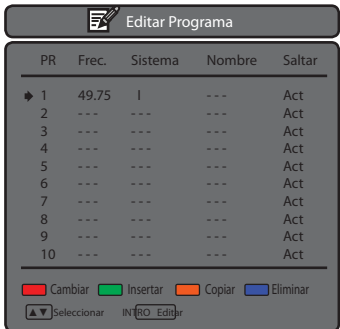 Editar Programa
PR Frec. Sistema Nombre Saltar
1 49.75 I --- Act
2 --- --- --- Act
3 --- --- --- Act
4 --- --- --- Act
5 --- --- --- Act
6 --- --- --- Act
7 --- --- --- Act
8 --- --- --- Act
9 --- --- --- Act
10 --- --- --- Act
Cambiar Insertar Copiar Eliminar
▲▼ Seleccionar INTRO Editar